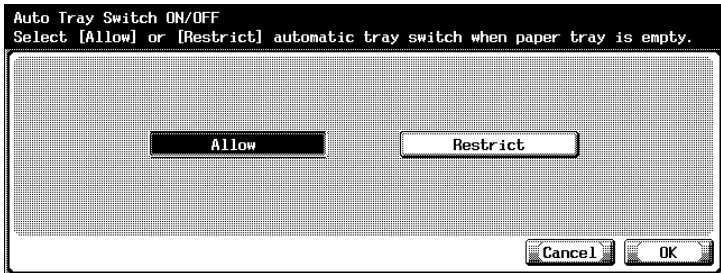 Auto Tray Switch ON/OFF
Select [Allow] or [Restrict] automatic tray switch when paper tray is empty.
Allow Restrict
Cancel OK